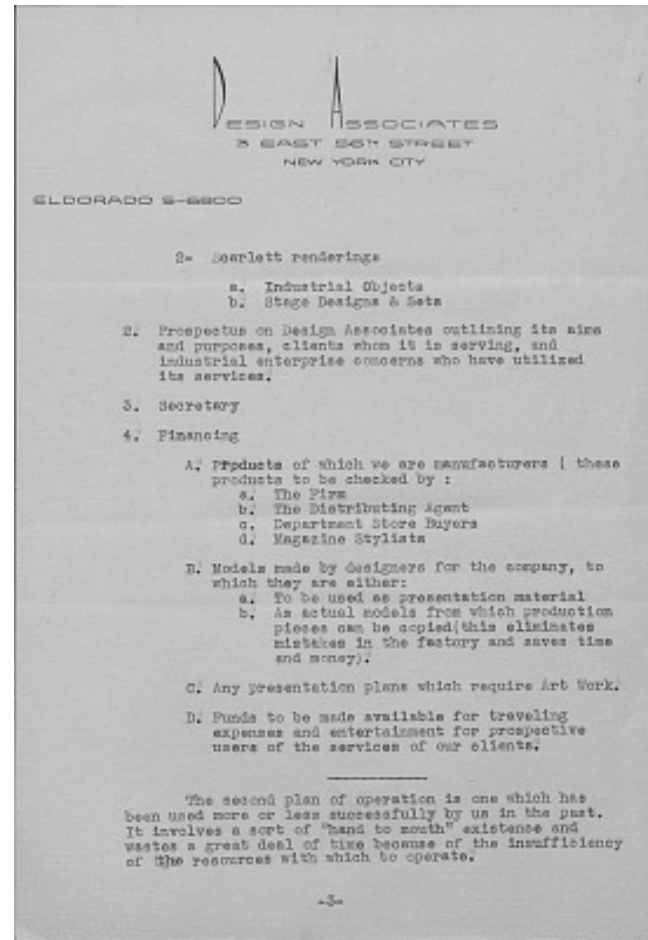 DESIGN ASSOCIATES
3 EAST 56TH STREET
NEW YORK CITY
ELDORADO 5-6800
2- Scarlett renderings
a. Industrial Objects
b. Stage Designs & Sets
2. Prospectus on Design Associates outlining its aims
and purposes, clients whom it is serving, and
industrial enterprise concerns who have utilized
its services.
3. Secretary
4. Financing
A. Products of which we are manufacturers ( these
products to be checked by :
a. The Firm
b. The Distributing Agent
c. Department Store Buyers
d. Magazine Stylists
B. Models made by designers for the company, to
which they are either:
a. To be used as presentation material
b. As actual models from which production
pieces can be copied(this eliminates
mistakes in the factory and saves time
and money).
C. Any presentation plans which require Art Work.
D. Funds to be made available for traveling
expenses and entertainment for prospective
users of the services of our clients.
The second plan of operation is one which has
been used more or less successfully by us in the past.
It involves a sort of "hand to mouth" existence and
wastes a great deal of time because of the insufficiency
of the resources with which to operate.
-3-